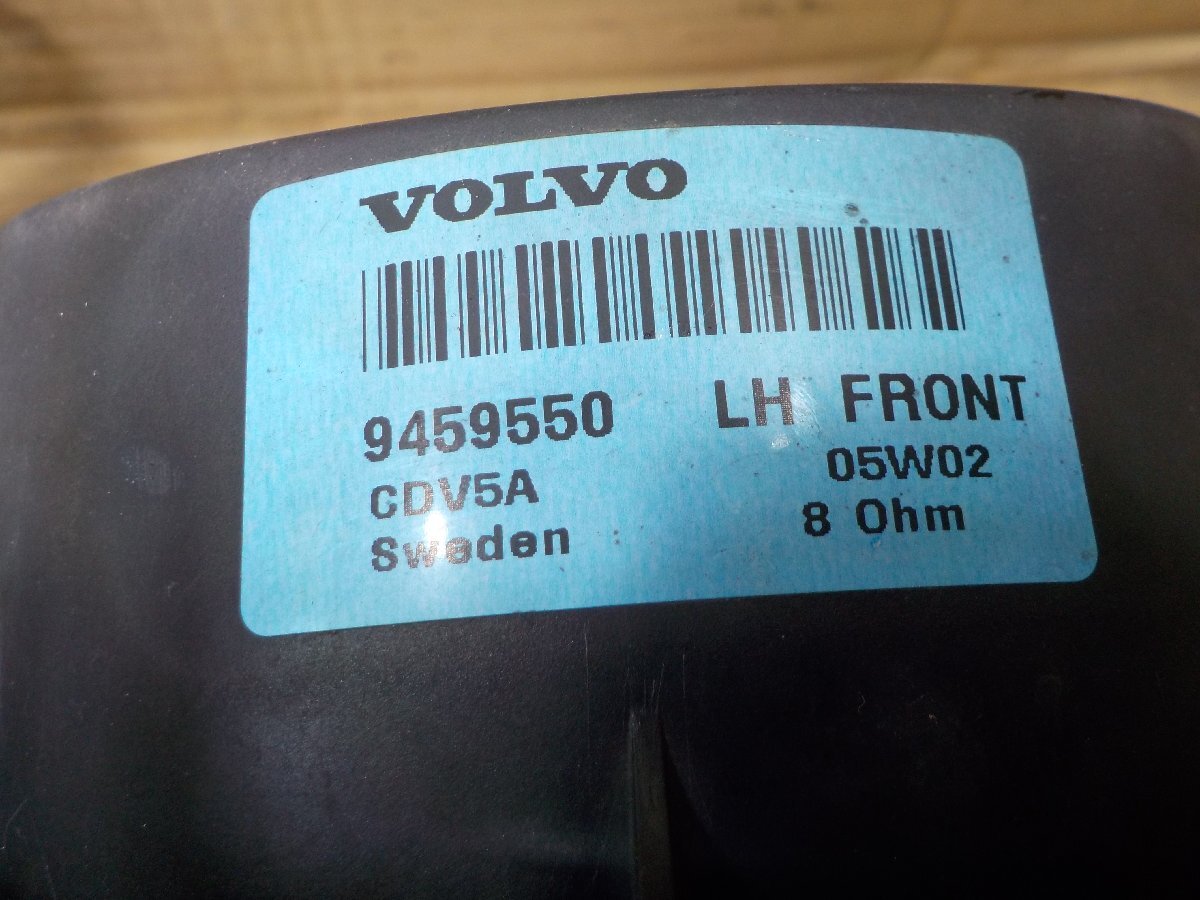 VOLVO
9459550 LH FRONT
CDV5A 05W02
Sweden 8 Ohm